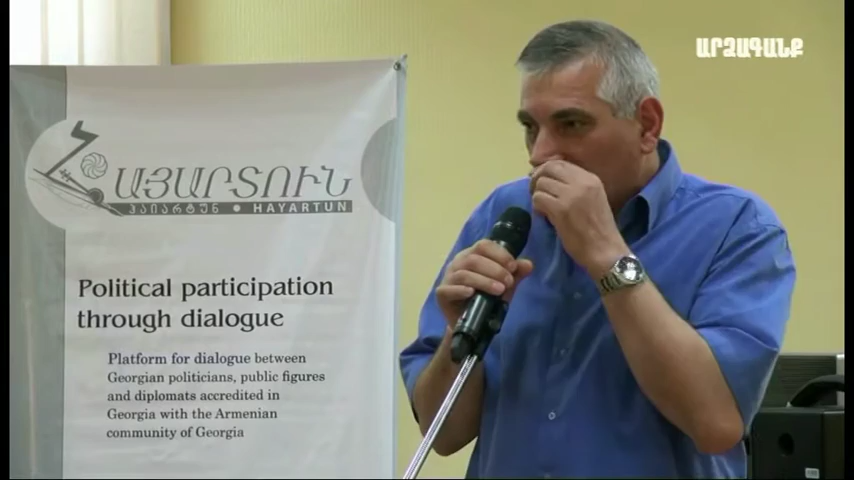 ԱՐՁԱԳԱՆՔ
ՀԱՅԱՐՏՈՒՆ
ჰაიარტუნ • HAYARTUN
Political participation
through dialogue
Platform for dialogue between
Georgian politicians, public figures
and diplomats accredited in
Georgia with the Armenian
community of Georgia